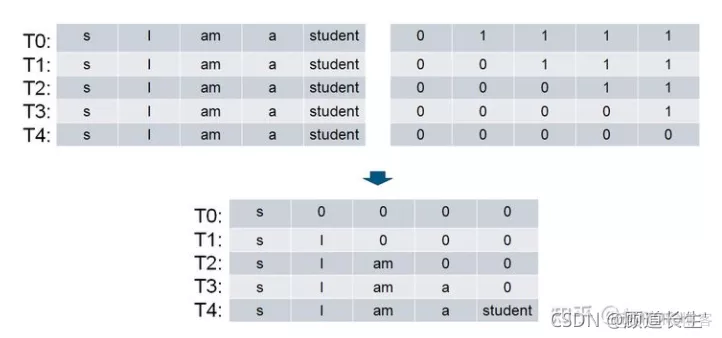 T0: s I am a student 0 1 1 1 1
T1: s I am a student 0 0 1 1 1
T2: s I am a student 0 0 0 1 1
T3: s I am a student 0 0 0 0 1
T4: s I am a student 0 0 0 0 0
T0: s 0 0 0 0
T1: s I 0 0 0
T2: s I am 0 0
T3: s I am a 0
T4: s I am a student
CSDN @顾道长生'